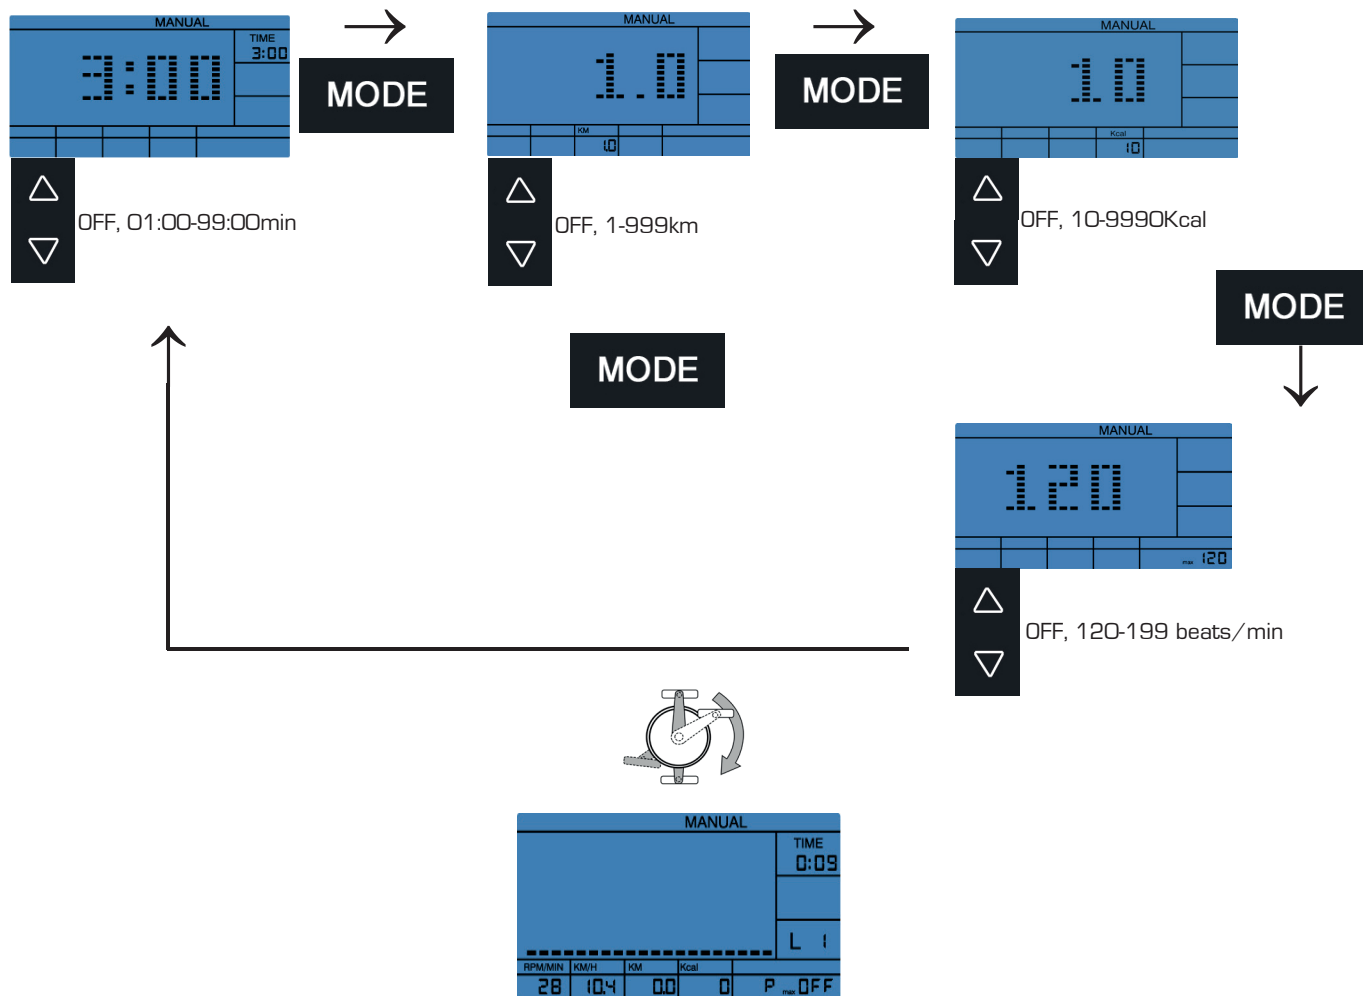 MANUAL
TIME
3:00
3:00
OFF, 01:00-99:00min
MODE
MANUAL
1.0
KM
1.0
OFF, 1-999km
MODE
MANUAL
10
Kcal
10
OFF, 10-9990Kcal
MODE
MODE
MANUAL
120
max 120
OFF, 120-199 beats/min
MANUAL
TIME
0:09
L 1
RPM/MIN KM/H KM Kcal
28 10.4 0.0 0 P max OFF